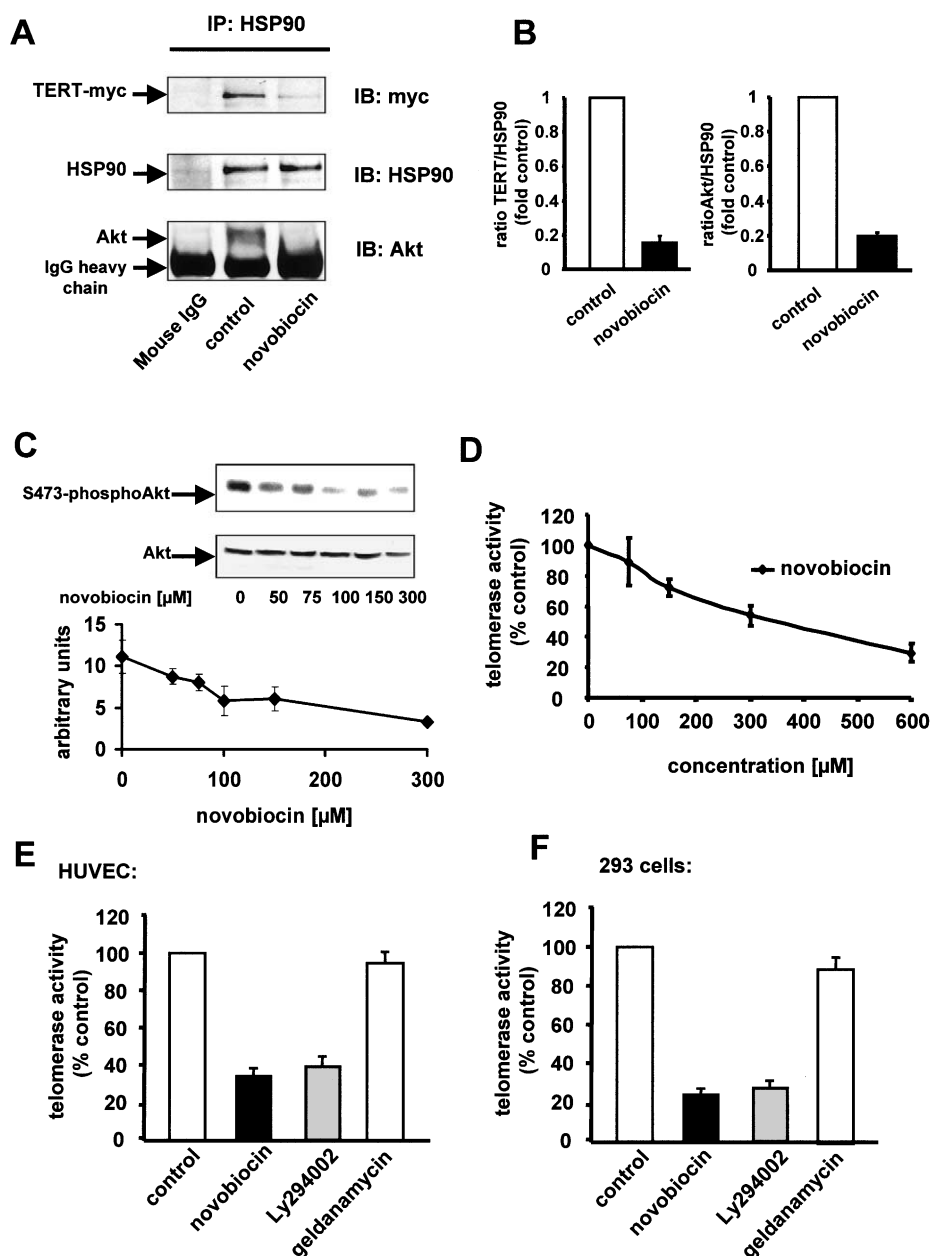 A
IP: HSP90
TERT-myc
IB: myc
HSP90
IB: HSP90
Akt
IB: Akt
IgG heavy
chain
Mouse IgG
control
novobiocin
B
ratio TERT/HSP90
(fold control)
1
0.8
0.6
0.4
0.2
0
control
novobiocin
ratioAkt/HSP90
(fold control)
1
0.8
0.6
0.4
0.2
0
control
novobiocin
C
S473-phosphoAkt
Akt
novobiocin [µM] 0 50 75 100 150 300
arbitrary units
15
10
5
0
0 100 200 300
novobiocin [µM]
D
telomerase activity
(% control)
120
100
80
60
40
20
0
novobiocin
0 100 200 300 400 500 600
concentration [µM]
E
HUVEC:
telomerase activity
(% control)
120
100
80
60
40
20
0
control
novobiocin
Ly294002
geldanamycin
F
293 cells:
telomerase activity
(% control)
120
100
80
60
40
20
0
control
novobiocin
Ly294002
geldanamycin